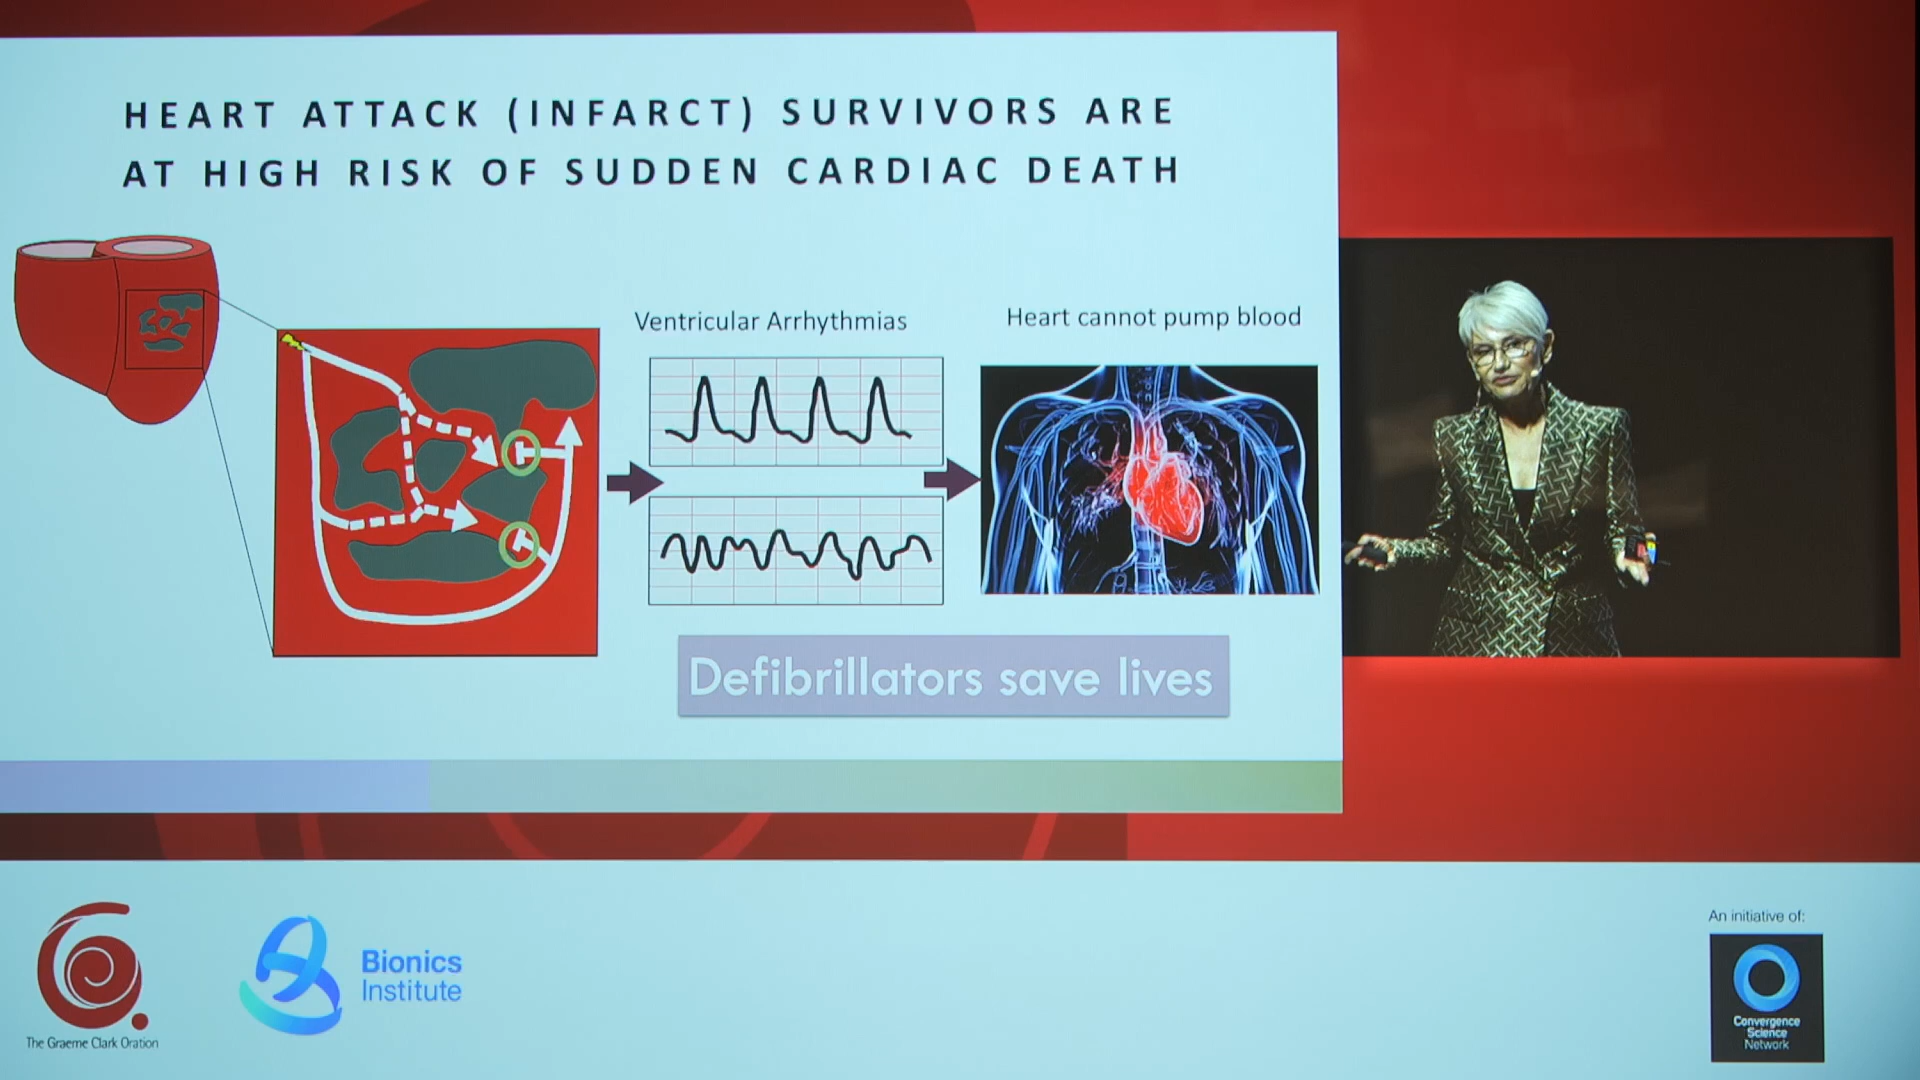 HEART ATTACK (INFARCT) SURVIVORS ARE
AT HIGH RISK OF SUDDEN CARDIAC DEATH
Ventricular Arrhythmias
Heart cannot pump blood
Defibrillators save lives
The Graeme Clark Oration
Bionics
Institute
An initiative of:
Convergence
Science
Network